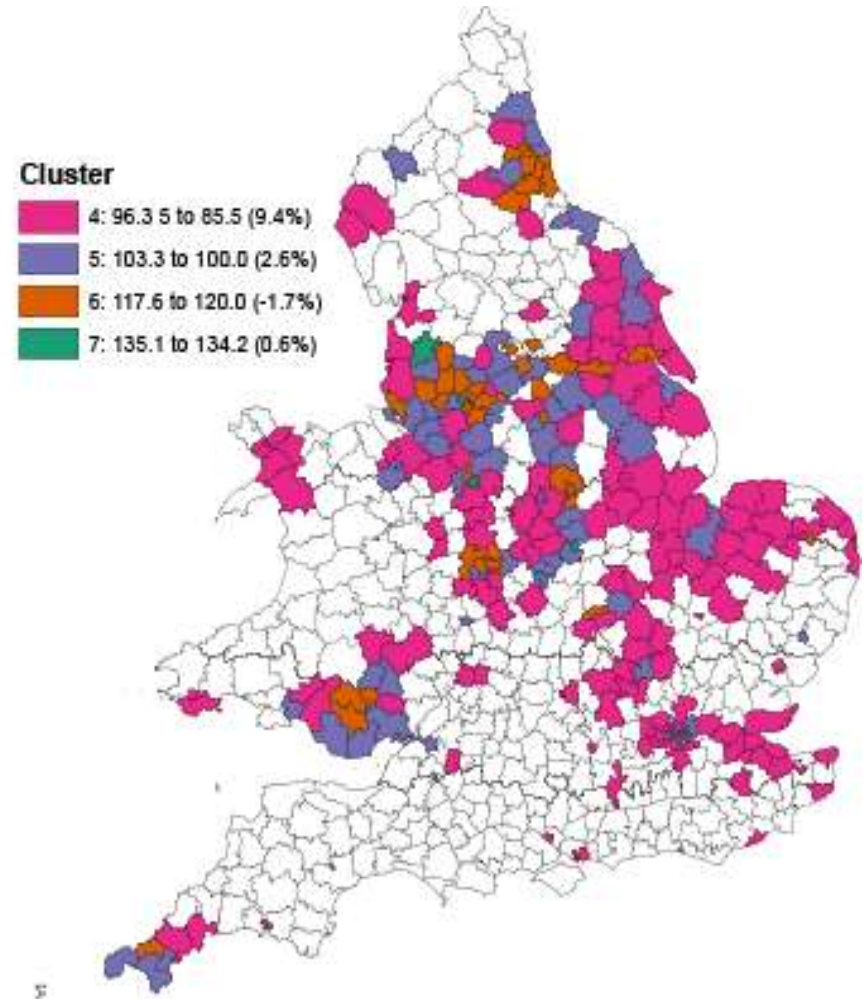 Cluster
4: 96.3 5 to 85.5 (9.4%)
5: 103.3 to 100.0 (2.6%)
6: 117.6 to 120.0 (-1.7%)
7: 135.1 to 134.2 (0.6%)